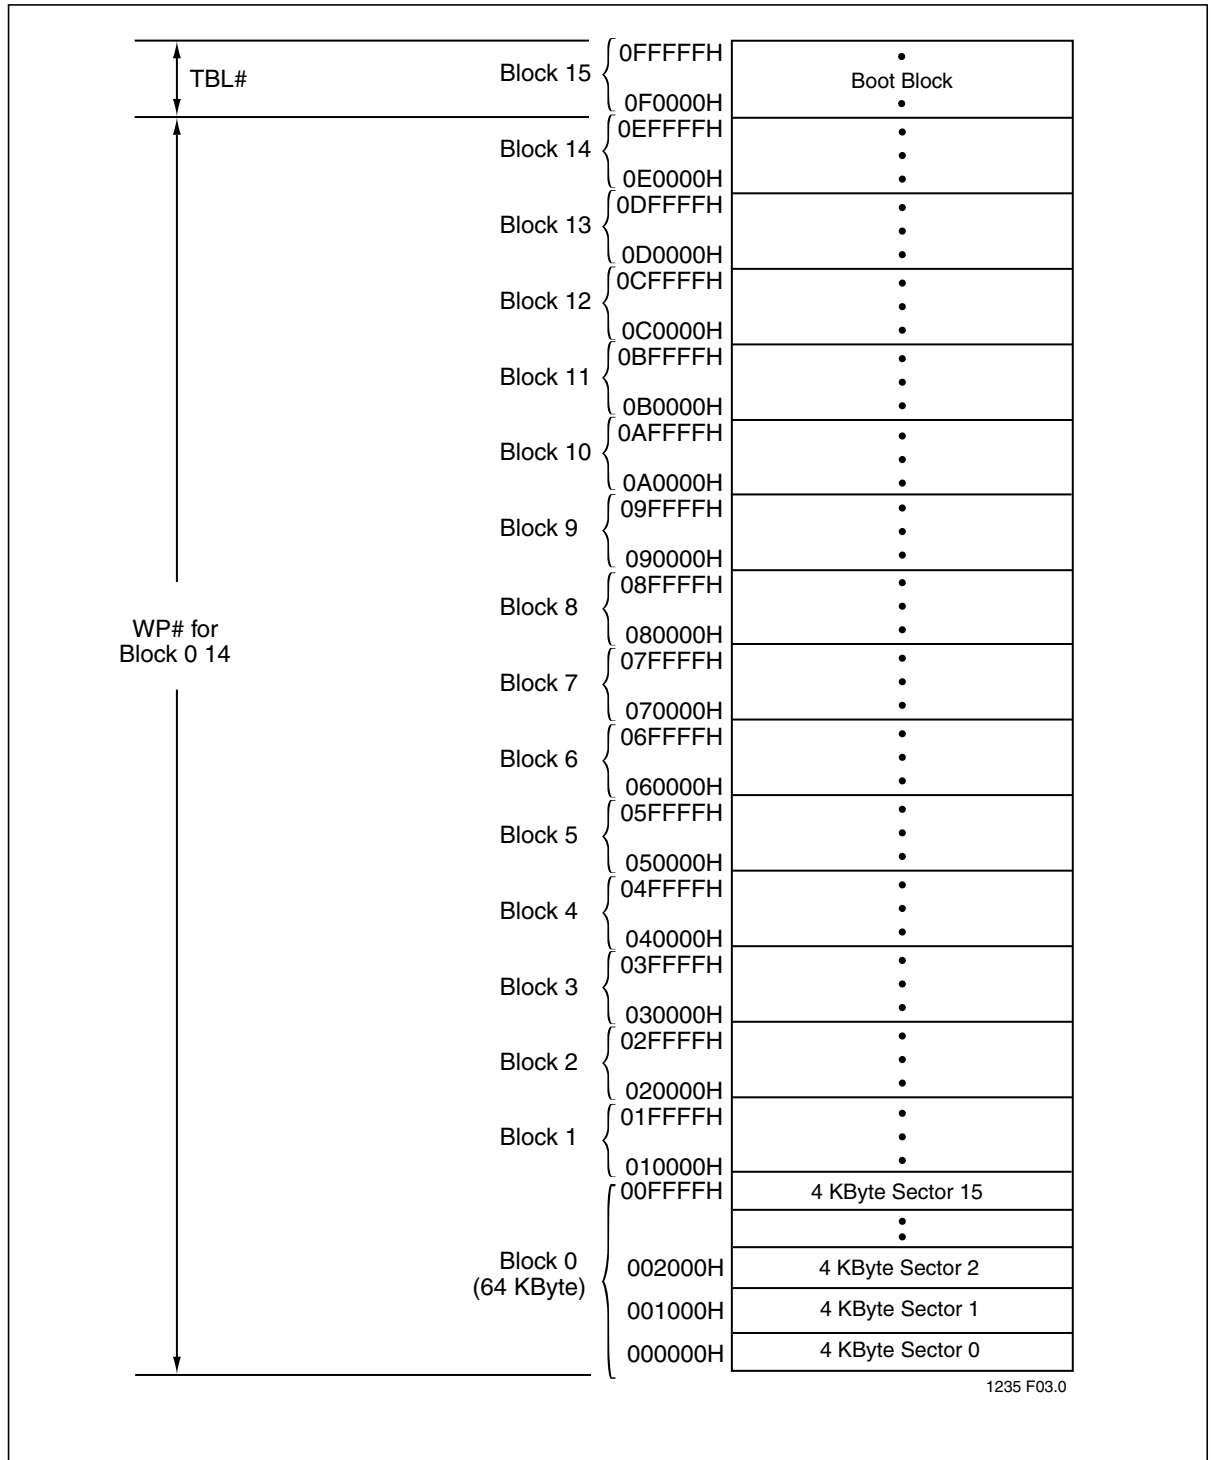 TBL#
Block 15
0FFFFFH
0F0000H
Boot Block
Block 14
0EFFFFH
0E0000H
Block 13
0DFFFFH
0D0000H
Block 12
0CFFFFH
0C0000H
Block 11
0BFFFFH
0B0000H
Block 10
0AFFFFH
0A0000H
Block 9
09FFFFH
090000H
Block 8
08FFFFH
080000H
WP# for
Block 0 14
Block 7
07FFFFH
070000H
Block 6
06FFFFH
060000H
Block 5
05FFFFH
050000H
Block 4
04FFFFH
040000H
Block 3
03FFFFH
030000H
Block 2
02FFFFH
020000H
Block 1
01FFFFH
010000H
Block 0
(64 KByte)
00FFFFH
4 KByte Sector 15
002000H
4 KByte Sector 2
001000H
4 KByte Sector 1
000000H
4 KByte Sector 0
1235 F03.0